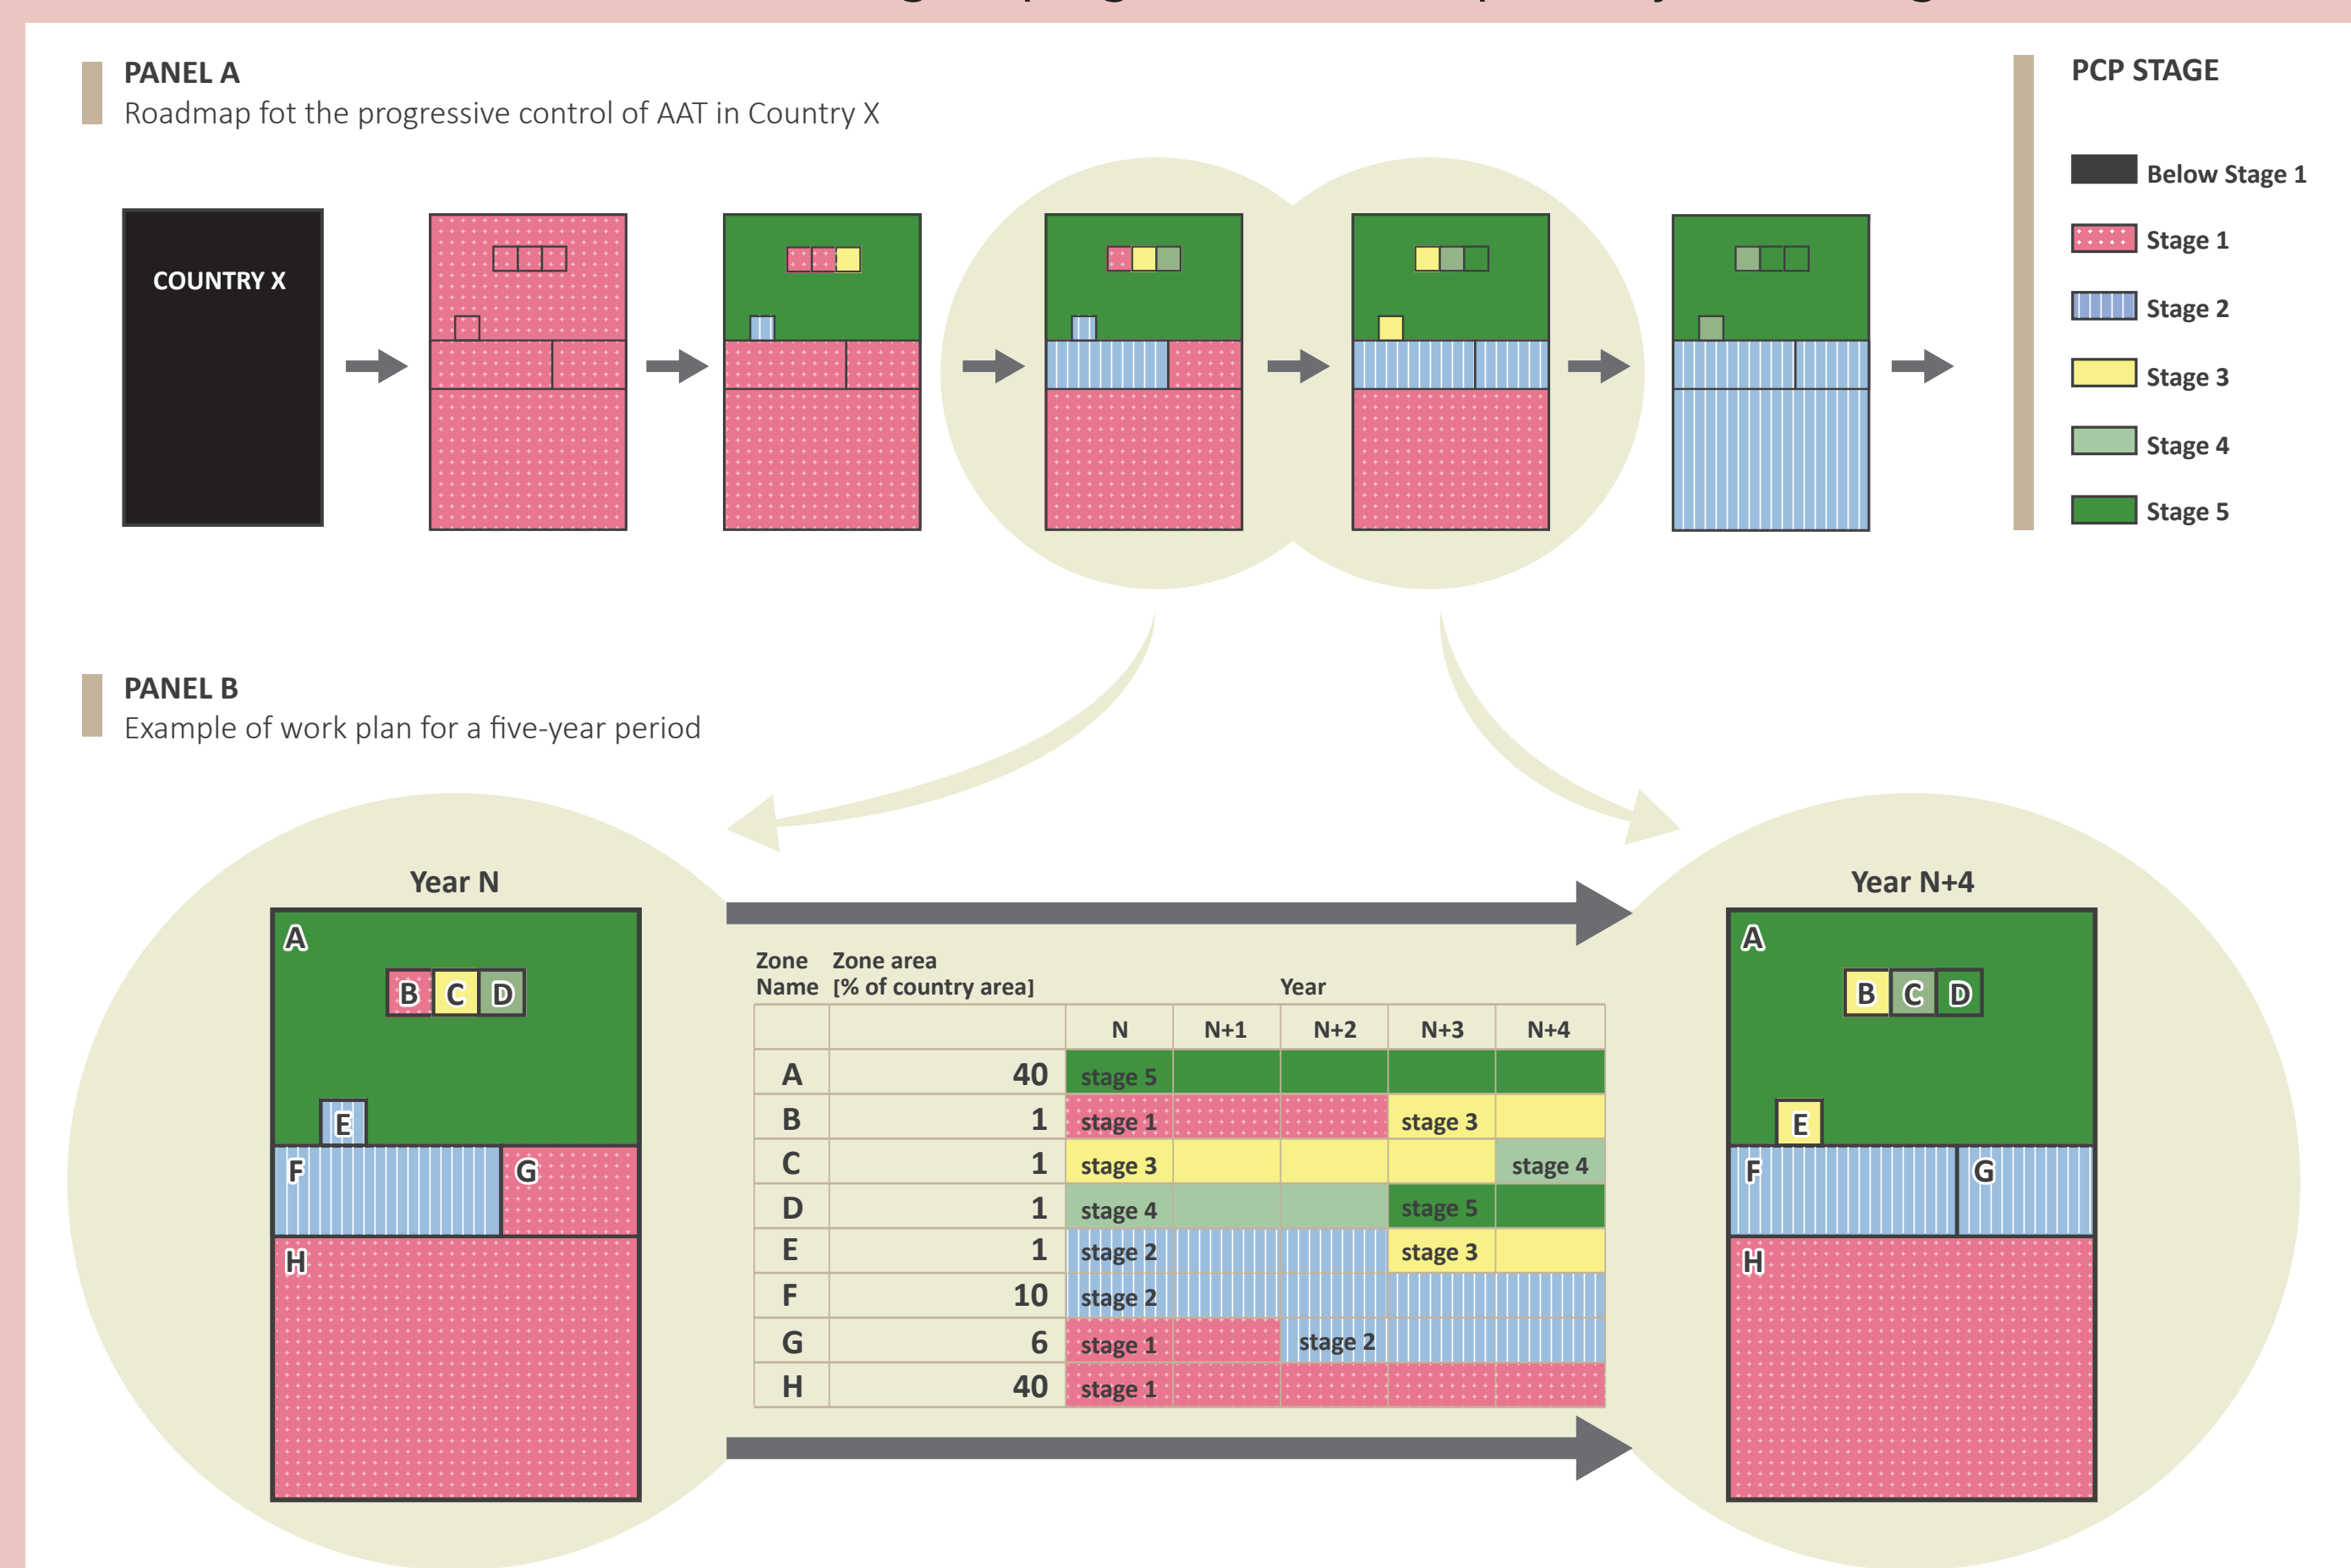 PANEL A
Roadmap fot the progressive control of AAT in Country X
PCP STAGE
Below Stage 1
Stage 1
Stage 2
Stage 3
Stage 4
Stage 5
COUNTRY X
PANEL B
Example of work plan for a five-year period
Year N
A
B C D
E
F G
H
Zone Zone area
Name [% of country area] Year
N N+1 N+2 N+3 N+4
A 40 stage 5
B 1 stage 1 stage 3
C 1 stage 3 stage 4
D 1 stage 4 stage 5
E 1 stage 2 stage 3
F 10 stage 2
G 6 stage 1 stage 2
H 40 stage 1
Year N+4
A
B C D
E
F G
H